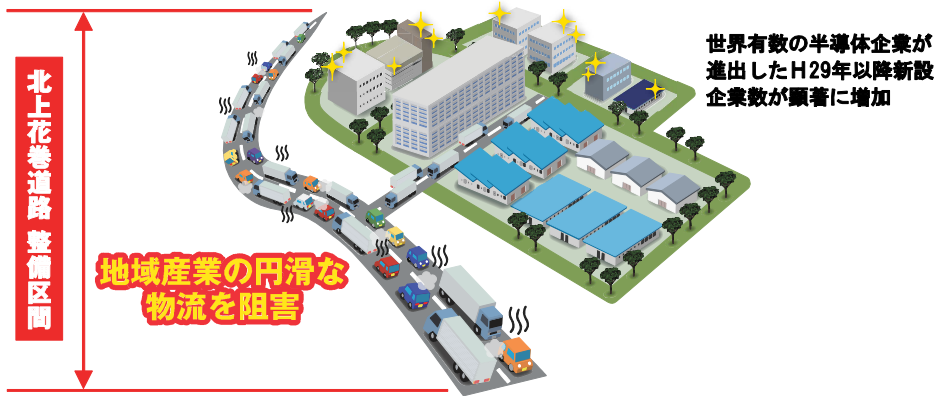 世界有数の半導体企業が
進出したH29年以降新設
企業数が顕著に増加
北上花巻道路 整備区間
地域産業の円滑な
物流を阻害